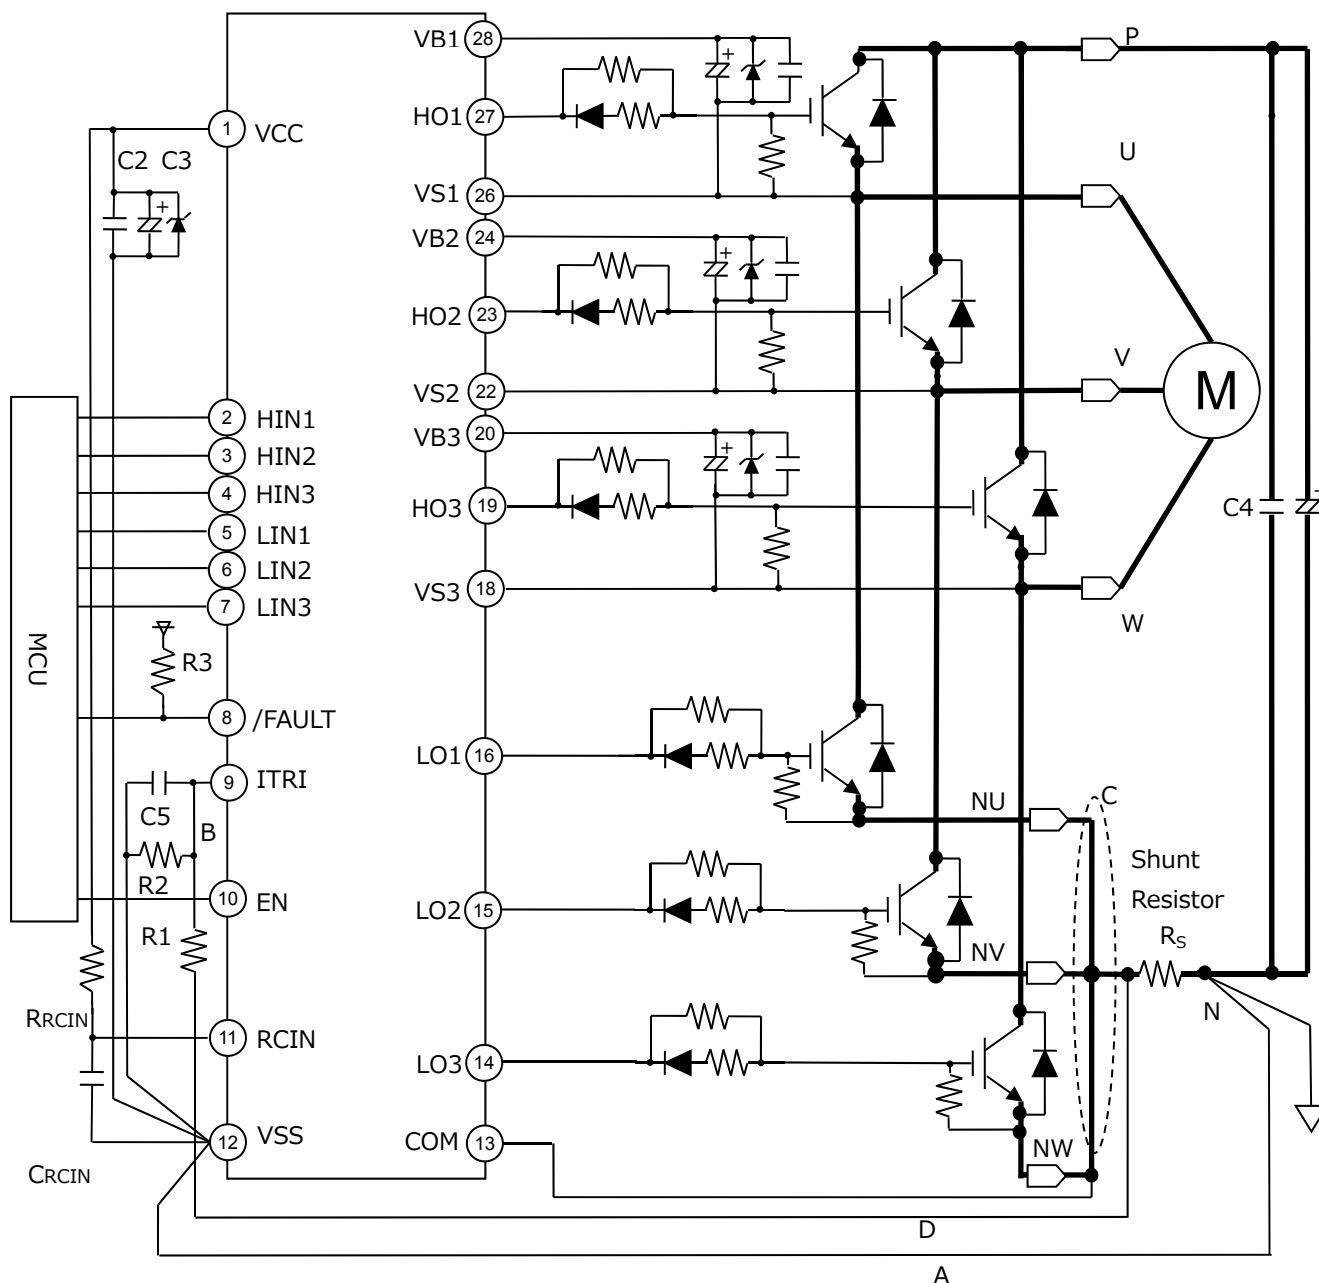 VB1 28
P
HO1 27
1 VCC
C2 C3
+
+
U
VS1 26
VB2 24
+
HO2 23
V
M
VS2 22
2 HIN1
VB3 20
+
3 HIN2
4 HIN3
HO3 19
C4
5 LIN1
6 LIN2
VS3 18
7 LIN3
W
MCU
R3
8 /FAULT
LO1 16
9 ITRI
C5
B
NU
C
R2
Shunt
Resistor
10 EN
LO2 15
R1
NV
RS
N
RRCIN
11 RCIN
LO3 14
12 VSS
COM 13
NW
CRCIN
D
A